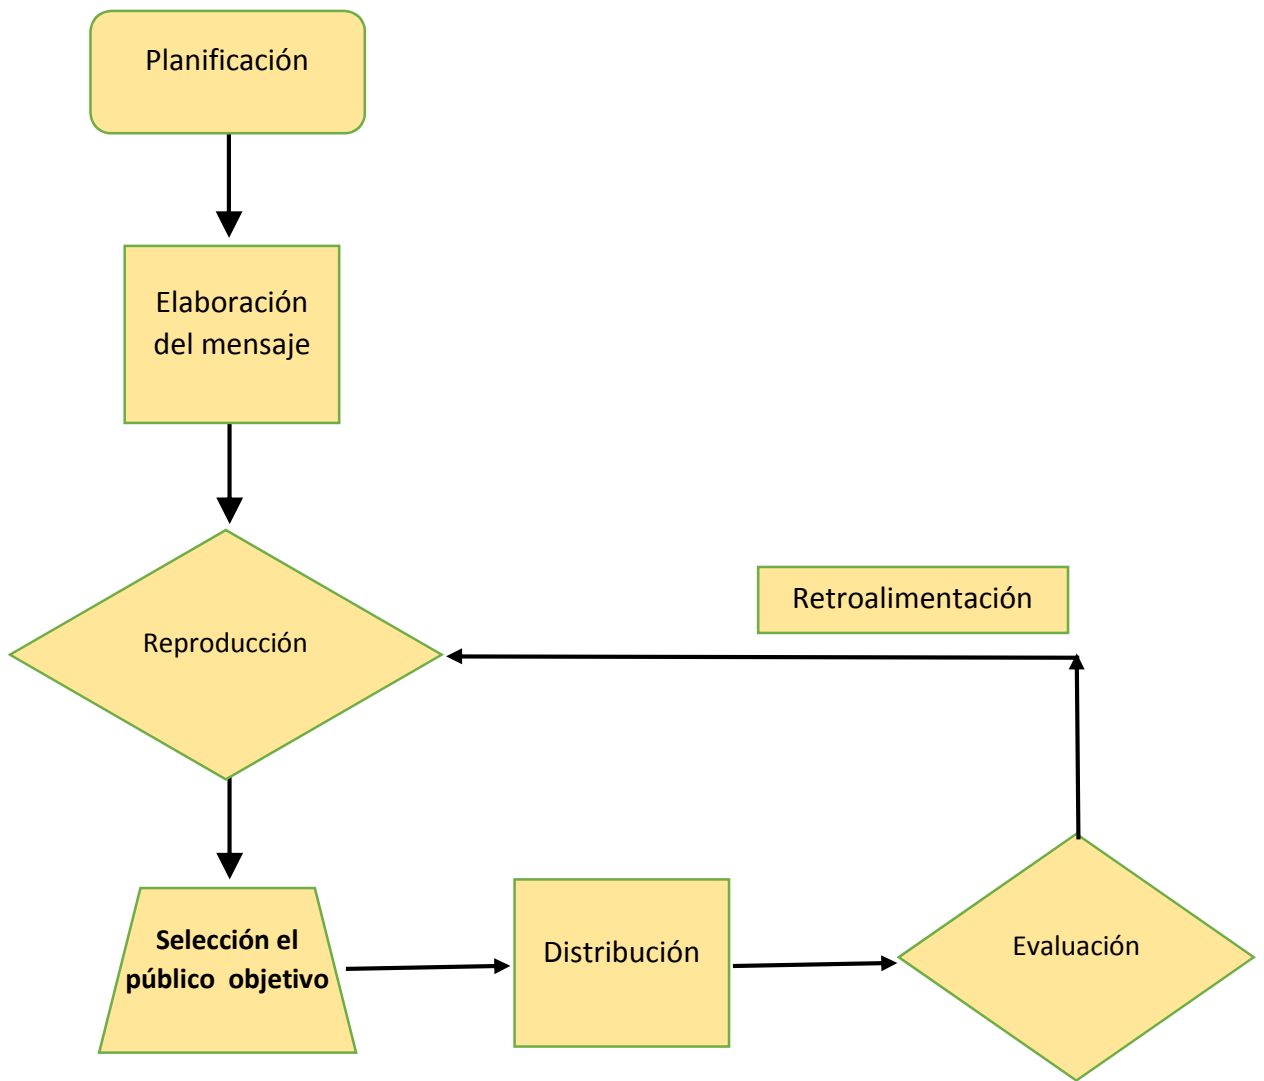 Planificación
Elaboración
del mensaje
Reproducción
Retroalimentación
Selección el
público  objetivo
Distribución
Evaluación